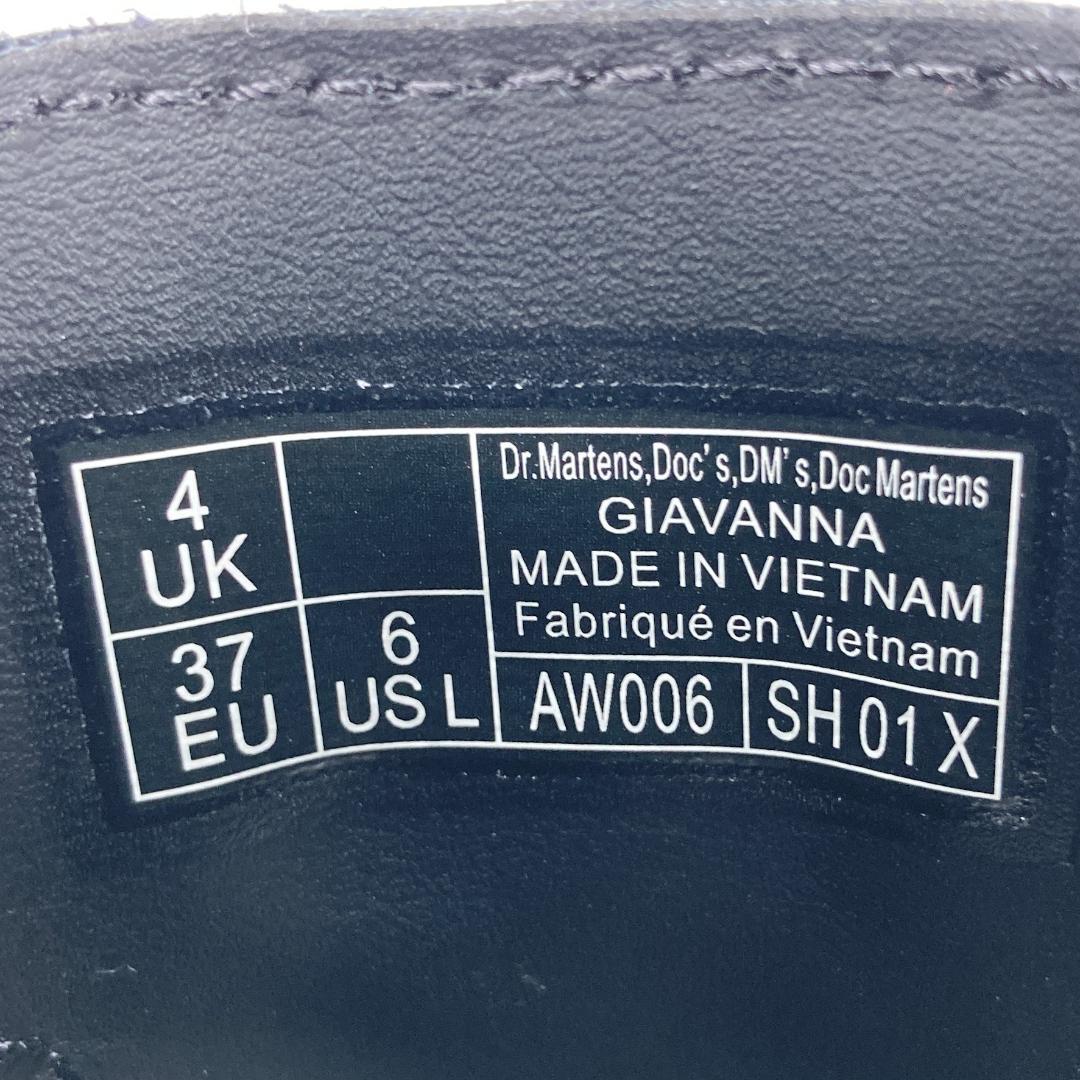 4
UK
37
EU
6
US L
Dr.Martens,Doc's,DM's,Doc Martens
GIAVANNA
MADE IN VIETNAM
Fabriqué en Vietnam
AW006
SH 01 X